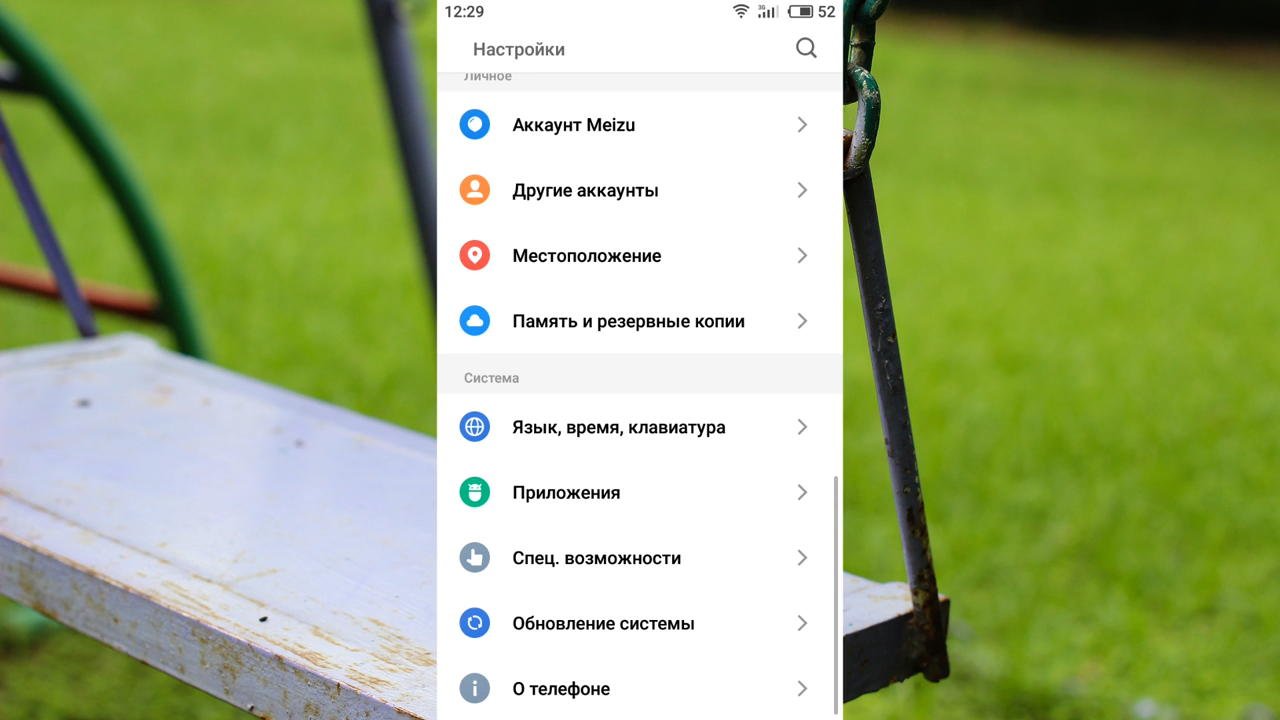 12:29
3G
52
Настройки
Личное
Аккаунт Meizu
Другие аккаунты
Местоположение
Память и резервные копии
Система
Язык, время, клавиатура
Приложения
Спец. возможности
Обновление системы
О телефоне